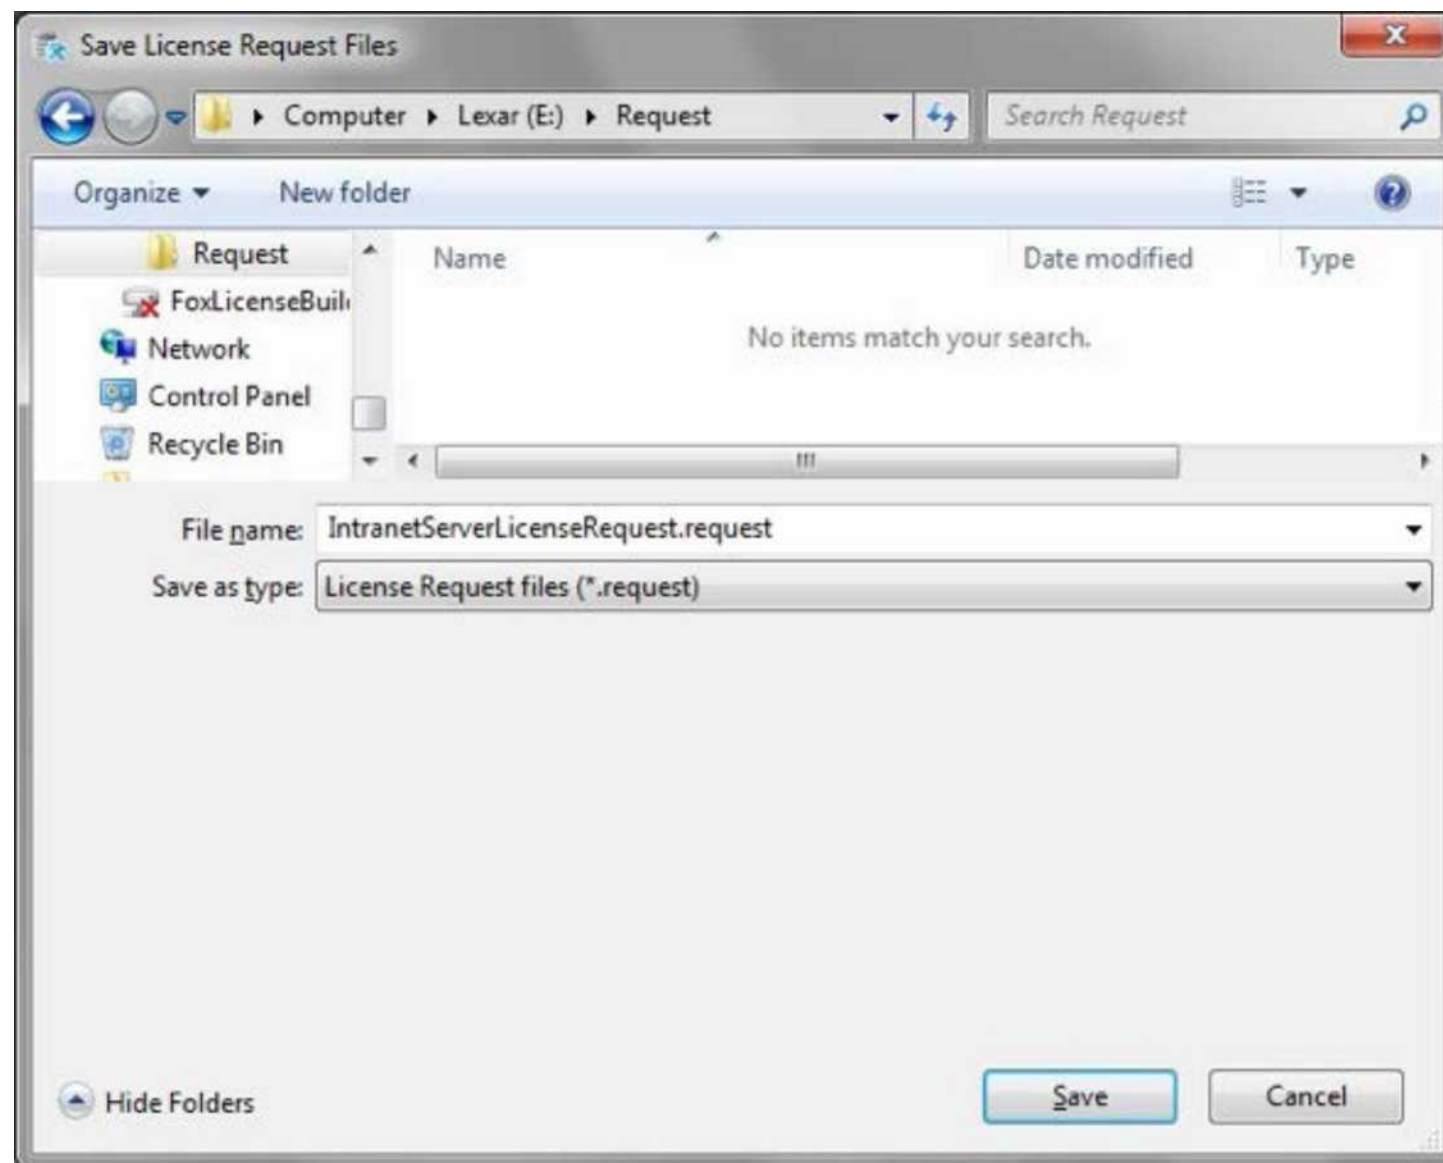 Save License Request Files
Computer Lexar (E:) Request Search Request
Organize New folder
Request Name Date modified Type
FoxLicenseBuil
No items match your search.
Network
Control Panel
Recycle Bin
File name: IntranetServerLicenseRequest.request
Save as type: License Request files (*.request)
Hide Folders Save Cancel